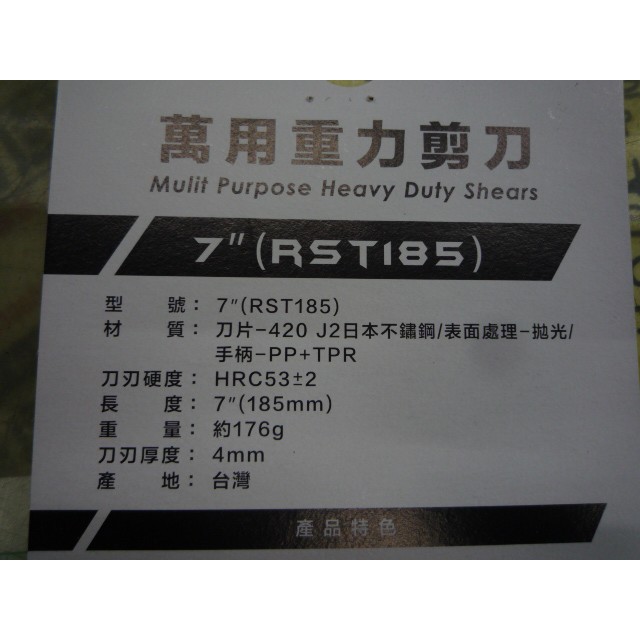 萬用重力剪刀
Mulit Purpose Heavy Duty Shears
7"(RST185)
型　號：7"(RST185)
材　質：刀片-420 J2日本不鏽鋼/表面處理-拋光/
手柄-PP+TPR
刀刃硬度：HRC53±2
長　度：7"(185mm)
重　量：約176g
刀刃厚度：4mm
產　地：台灣
產品特色